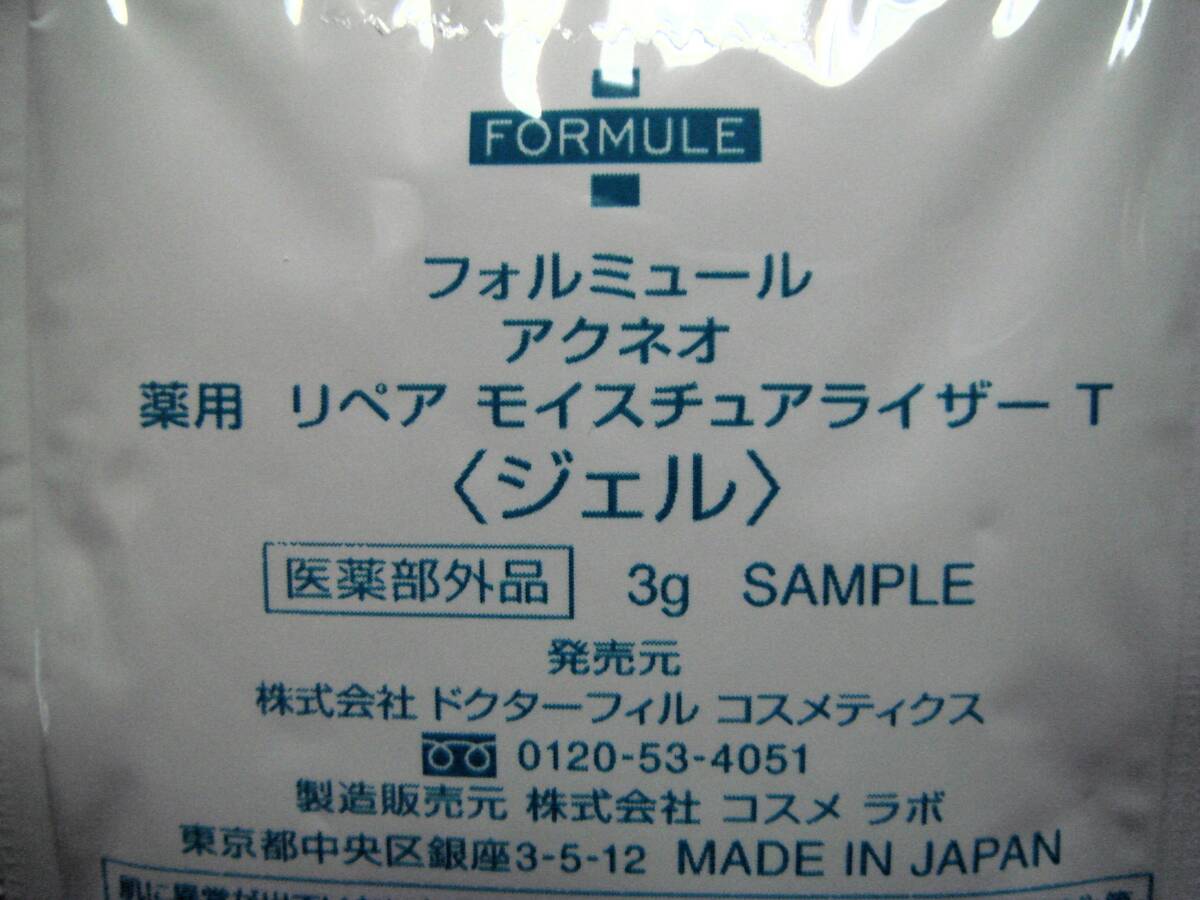 FORMULE
フォルミュール
アクネオ
薬用 リペア モイスチュアライザー T
〈ジェル〉
医薬部外品 3g SAMPLE
発売元
株式会社 ドクターフィル コスメティクス
0120-53-4051
製造販売元 株式会社 コスメ ラボ
東京都中央区銀座3-5-12 MADE IN JAPAN